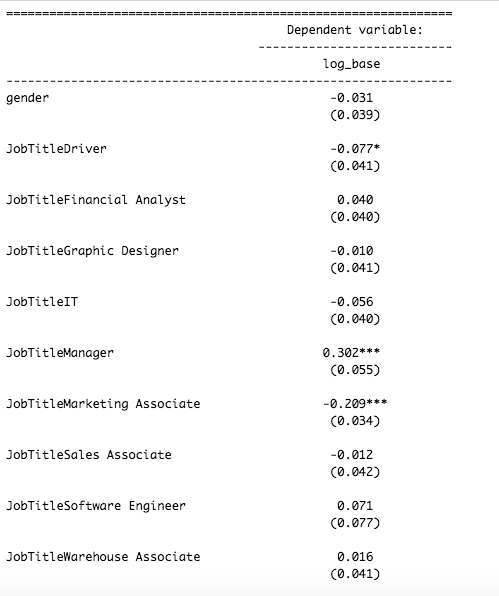 ==============================================================
Dependent variable:
---------------------------
log_base
--------------------------------------------------------------
gender -0.031
(0.039)
JobTitleDriver -0.077*
(0.041)
JobTitleFinancial Analyst 0.040
(0.040)
JobTitleGraphic Designer -0.010
(0.041)
JobTitleIT -0.056
(0.040)
JobTitleManager 0.302***
(0.055)
JobTitleMarketing Associate -0.209***
(0.034)
JobTitleSales Associate -0.012
(0.042)
JobTitleSoftware Engineer 0.071
(0.077)
JobTitleWarehouse Associate 0.016
(0.041)